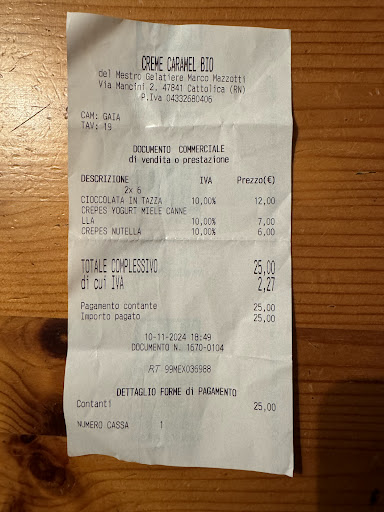 CREME CARAMEL BIO
del Mestro Gelatiere Marco Mazzotti
Via Mancini 2, 47841 Cattolica (RN)
P.Iva 04332680406
CAM: GAIA
TAV: 19
DOCUMENTO COMMERCIALE
di vendita o prestazione
DESCRIZIONE IVA Prezzo(€)
2x 6
CIOCCOLATA IN TAZZA 10,00% 12,00
CREPES YOGURT MIELE CANNE
LLA 10,00% 7,00
CREPES NUTELLA 10,00% 6,00
TOTALE COMPLESSIVO 25,00
di cui IVA 2,27
Pagamento contante 25,00
Importo pagato 25,00
10-11-2024 18:49
DOCUMENTO N. 1670-0104
RT 99MEX036988
DETTAGLIO FORME di PAGAMENTO
Contanti 25,00
NUMERO CASSA 1